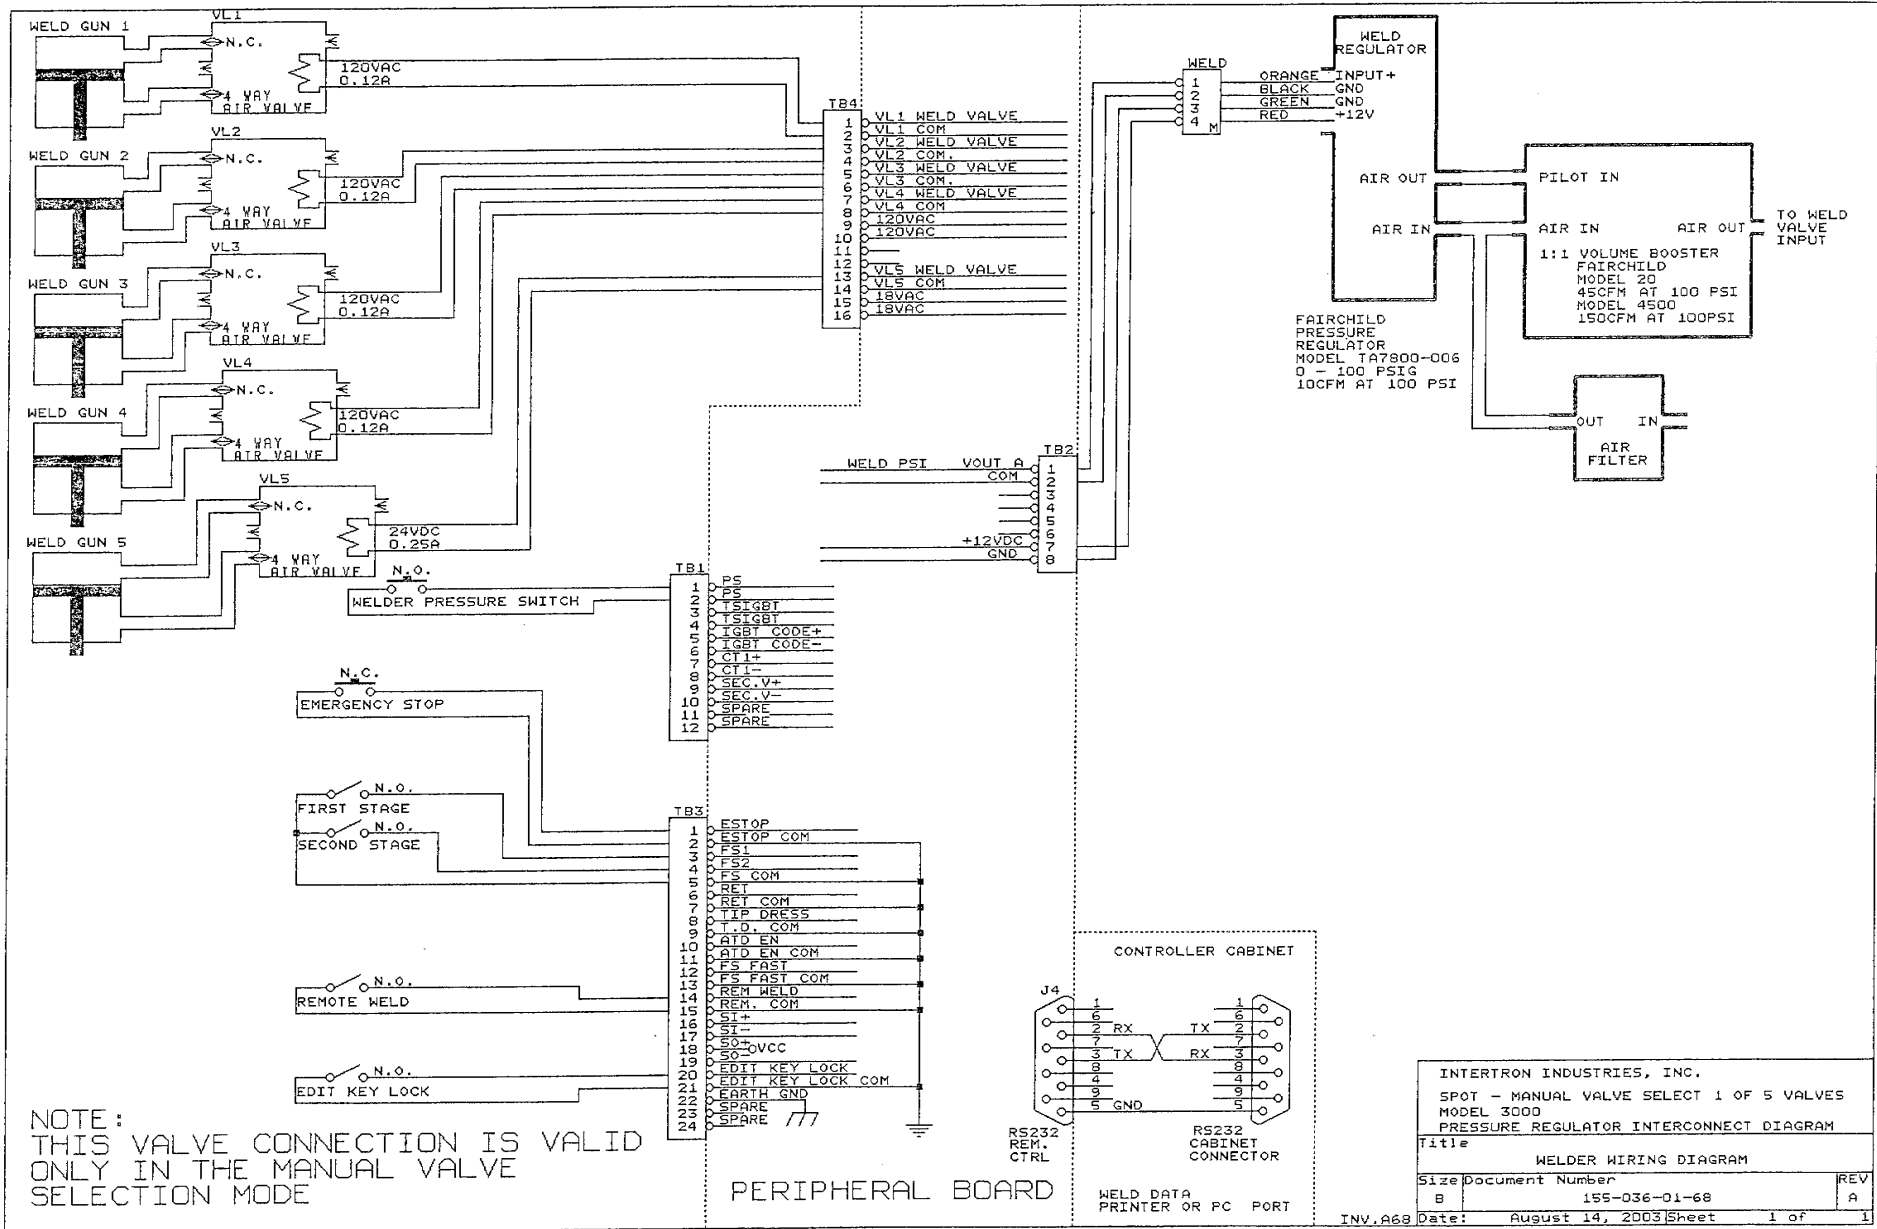 WELD GUN 1
VL1
N.C.
120VAC
0.12A
4 WAY
AIR VALVE
WELD GUN 2
VL2
N.C.
120VAC
0.12A
4 WAY
AIR VALVE
WELD GUN 3
VL3
N.C.
120VAC
0.12A
4 WAY
AIR VALVE
WELD GUN 4
VL4
N.C.
120VAC
0.12A
4 WAY
AIR VALVE
WELD GUN 5
VL5
N.C.
24VDC
0.25A
4 WAY
AIR VALVE
TB4
1 VL1 WELD VALVE
2 VL1 COM
3 VL2 WELD VALVE
4 VL2 COM.
5 VL3 WELD VALVE
6 VL3 COM.
7 VL4 WELD VALVE
8 VL4 COM
9 120VAC
10 120VAC
11
12
13 VL5 WELD VALVE
14 VL5 COM
15 18VAC
16 18VAC
WELD
1 ORANGE INPUT+
2 BLACK GND
3 GREEN GND
4 RED +12V
M
WELD
REGULATOR
AIR OUT
AIR IN
FAIRCHILD
PRESSURE
REGULATOR
MODEL TA7800-006
0 - 100 PSIG
10CFM AT 100 PSI
PILOT IN
AIR IN
AIR OUT
1:1 VOLUME BOOSTER
FAIRCHILD
MODEL 20
45CFM AT 100 PSI
MODEL 4500
150CFM AT 100PSI
TO WELD
VALVE
INPUT
OUT
IN
AIR
FILTER
TB2
WELD PSI VOUT A 1
COM 2
3
4
5
6
+12VDC 7
GND 8
N.O.
WELDER PRESSURE SWITCH
TB1
1 PS
2 PS
3 TSIGBT
4 TSIGBT
5 IGBT CODE+
6 IGBT CODE-
7 CT1+
8 CT1-
9 SEC.V+
10 SEC.V-
11 SPARE
12 SPARE
N.C.
EMERGENCY STOP
N.O.
FIRST STAGE
N.O.
SECOND STAGE
N.O.
REMOTE WELD
N.O.
EDIT KEY LOCK
TB3
1 ESTOP
2 ESTOP COM
3 FS1
4 FS2
5 FS COM
6 RET
7 RET COM
8 TIP DRESS
9 T.D. COM
10 ATD EN
11 ATD EN COM
12 FS FAST
13 FS FAST COM
14 REM WELD
15 REM. COM
16 SI+
17 SI-
18 SO+ VCC
19 SO-
20 EDIT KEY LOCK
21 EDIT KEY LOCK COM
22 EARTH GND
23 SPARE
24 SPARE
NOTE:
THIS VALVE CONNECTION IS VALID
ONLY IN THE MANUAL VALVE
SELECTION MODE
PERIPHERAL BOARD
CONTROLLER CABINET
J4
1 1
6 6
2 RX TX 2
7 7
3 TX RX 3
8 8
4 4
9 9
5 GND 5
RS232
REM.
CTRL
RS232
CABINET
CONNECTOR
WELD DATA
PRINTER OR PC PORT
INTERTRON INDUSTRIES, INC.
SPOT - MANUAL VALVE SELECT 1 OF 5 VALVES
MODEL 3000
PRESSURE REGULATOR INTERCONNECT DIAGRAM
Title
WELDER WIRING DIAGRAM
Size Document Number REV
B 155-036-01-68 A
INV.A68 Date: August 14, 2003 Sheet 1 of 1